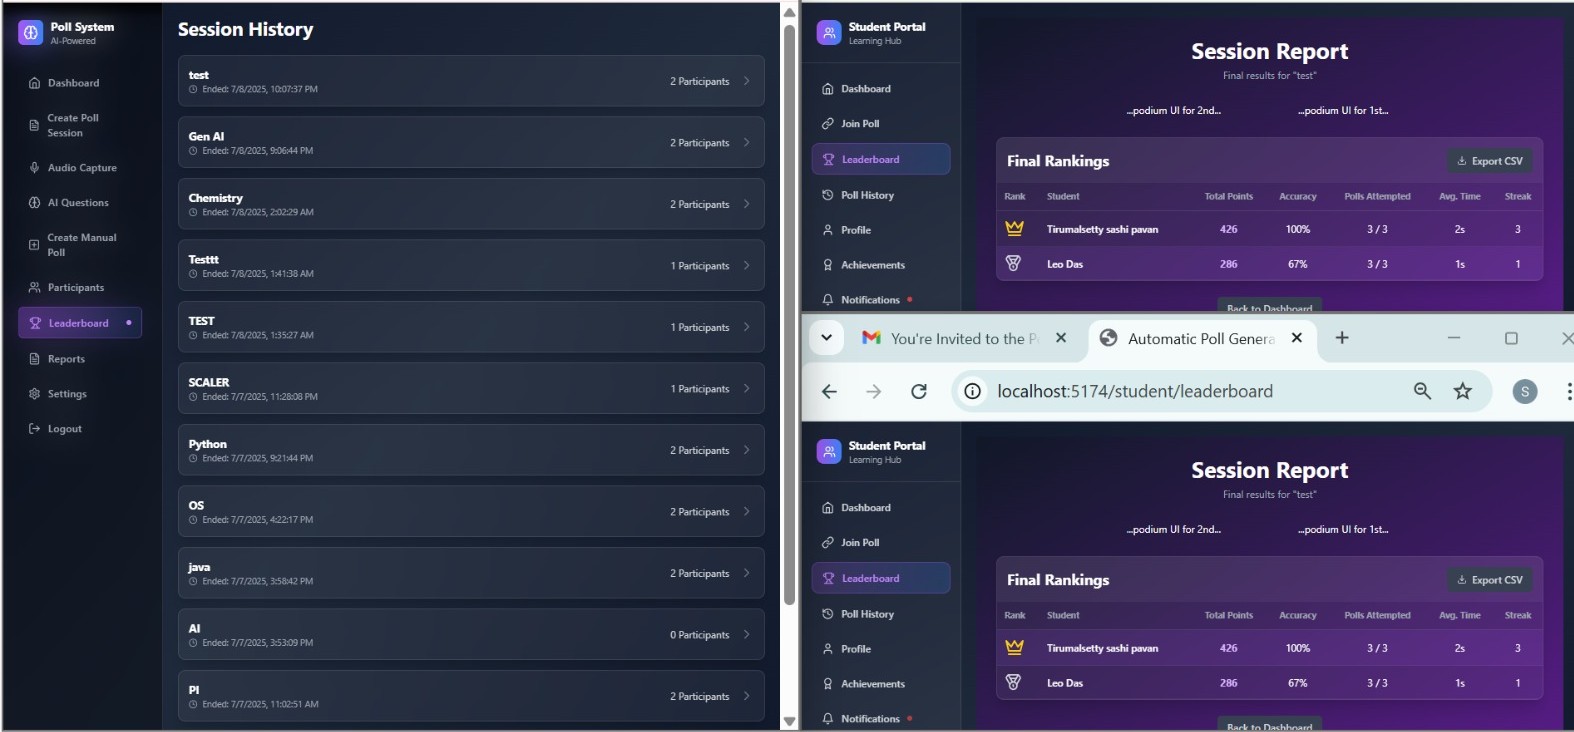 Poll System
AI-Powered
Dashboard
Create Poll
Session
Audio Capture
AI Questions
Create Manual
Poll
Participants
Leaderboard
Reports
Settings
Logout
Session History
test
Ended: 7/8/2025, 10:07:37 PM
2 Participants
Gen AI
Ended: 7/8/2025, 9:06:44 PM
2 Participants
Chemistry
Ended: 7/8/2025, 2:02:29 AM
2 Participants
Testtt
Ended: 7/8/2025, 1:41:38 AM
1 Participants
TEST
Ended: 7/8/2025, 1:35:27 AM
1 Participants
SCALER
Ended: 7/7/2025, 11:28:08 PM
1 Participants
Python
Ended: 7/7/2025, 9:21:44 PM
2 Participants
OS
Ended: 7/7/2025, 4:22:17 PM
2 Participants
java
Ended: 7/7/2025, 3:58:42 PM
2 Participants
AI
Ended: 7/7/2025, 3:53:09 PM
0 Participants
PI
Ended: 7/7/2025, 11:02:51 AM
2 Participants
Student Portal
Learning Hub
Dashboard
Join Poll
Leaderboard
Poll History
Profile
Achievements
Notifications
Session Report
Final results for "test"
...podium UI for 2nd... ...podium UI for 1st...
Final Rankings Export CSV
Rank Student Total Points Accuracy Polls Attempted Avg. Time Streak
Tirumalsetty sashi pavan 426 100% 3 / 3 2s 3
Leo Das 286 67% 3 / 3 1s 1
Back to Dashboard
You're Invited to the P Automatic Poll Genera
localhost:5174/student/leaderboard S
Student Portal
Learning Hub
Dashboard
Join Poll
Leaderboard
Poll History
Profile
Achievements
Notifications
Session Report
Final results for "test"
...podium UI for 2nd... ...podium UI for 1st...
Final Rankings Export CSV
Rank Student Total Points Accuracy Polls Attempted Avg. Time Streak
Tirumalsetty sashi pavan 426 100% 3 / 3 2s 3
Leo Das 286 67% 3 / 3 1s 1
Back to Dashboard